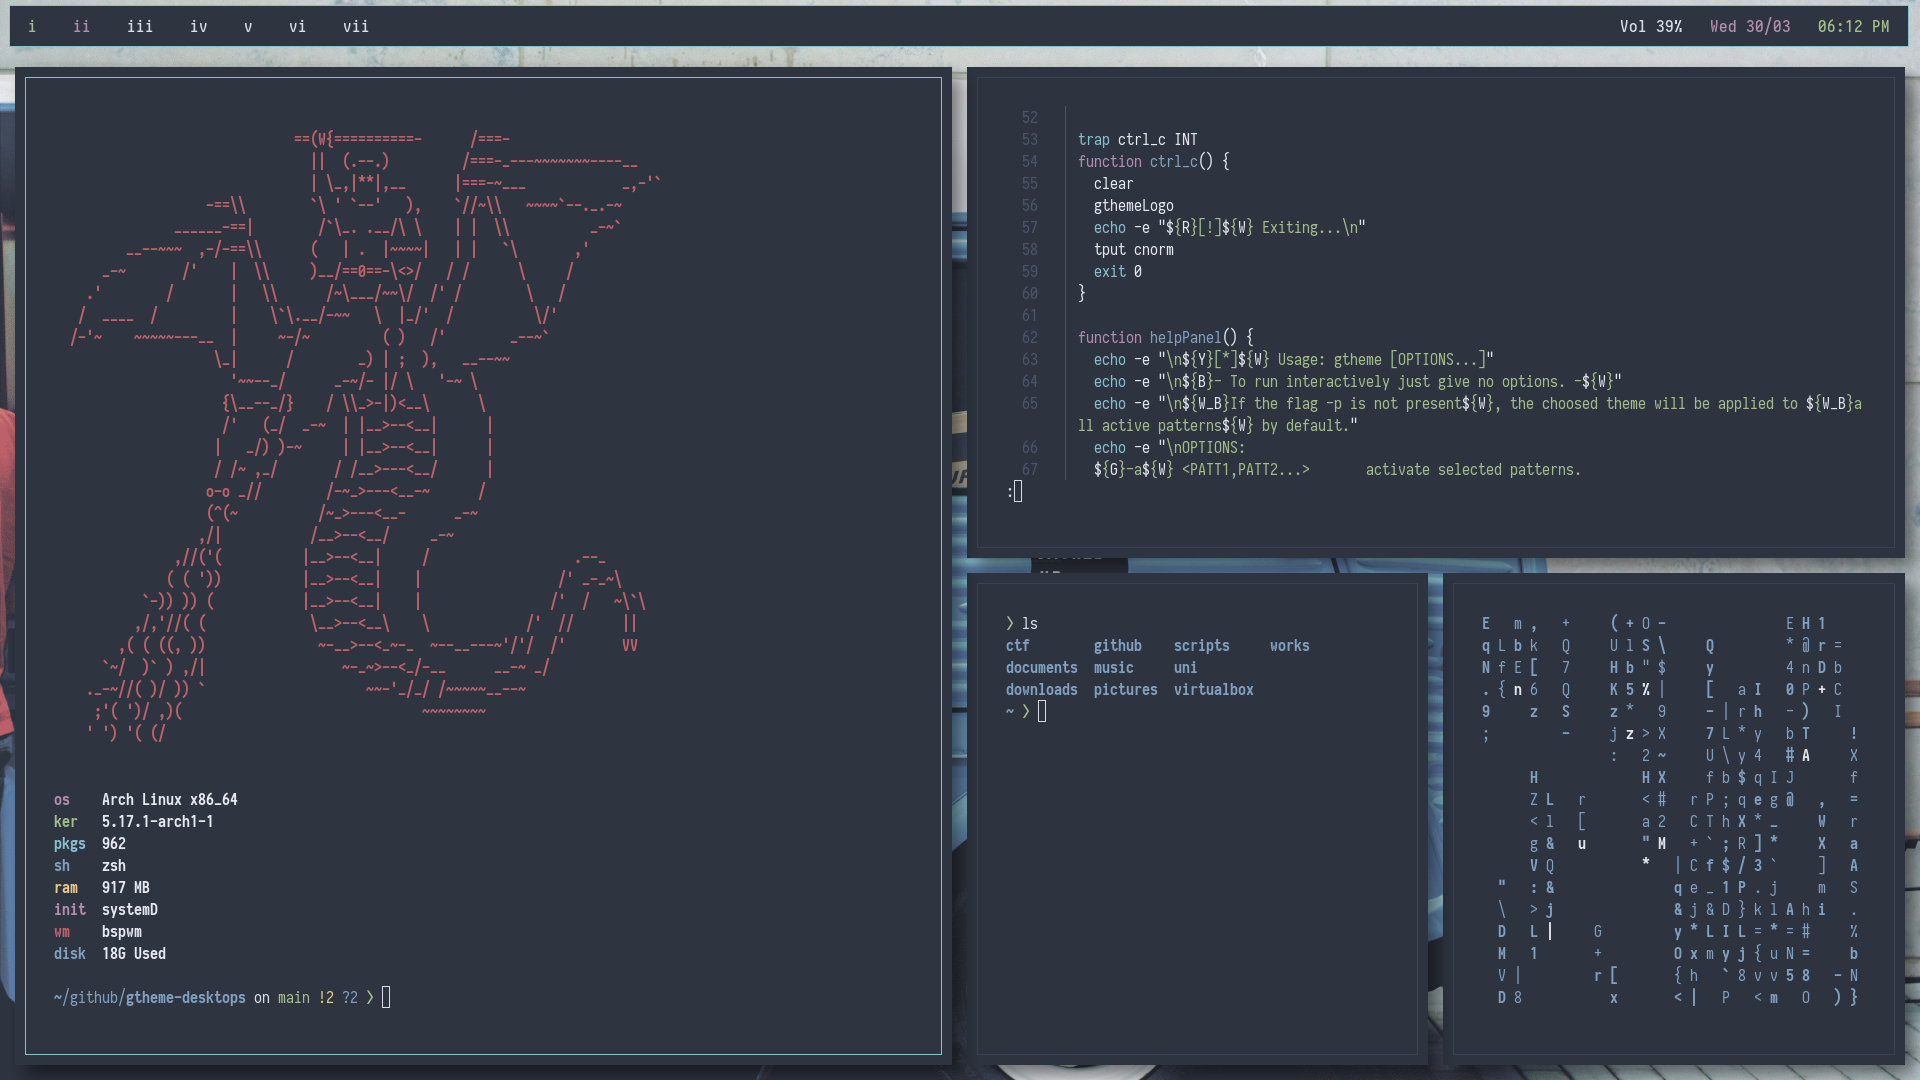 i ii iii iv v vi vii
Vol 39% Wed 30/03 06:12 PM
os Arch Linux x86_64
ker 5.17.1-arch1-1
pkgs 962
sh zsh
ram 917 MB
init systemD
wm bspwm
disk 18G Used
~/github/gtheme-desktops on main !2 ?2 ❯
52
53 trap ctrl_c INT
54 function ctrl_c() {
55 clear
56 gthemeLogo
57 echo -e "${R}[!]${W} Exiting...\n"
58 tput cnorm
59 exit 0
60 }
61
62 function helpPanel() {
63 echo -e "\n${Y}[*]${W} Usage: gtheme [OPTIONS...]"
64 echo -e "\n${B}- To run interactively just give no options. -${W}"
65 echo -e "\n${W_B}If the flag -p is not present${W}, the choosed theme will be applied to ${W_B}a
ll active patterns${W} by default."
66 echo -e "\nOPTIONS:
67 ${G}-a${W} <PATT1,PATT2...> activate selected patterns.
:
❯ ls
ctf github scripts works
documents music uni
downloads pictures virtualbox
~ ❯